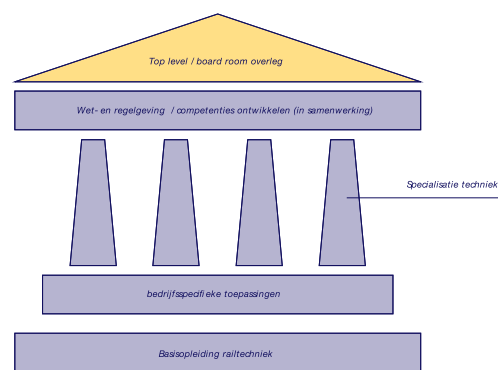 Top level / board room overleg
Wet- en regelgeving / competenties ontwikkelen (in samenwerking)
Specialisatie techniek
bedrijfsspecifieke toepassingen
Basisopleiding railtechniek